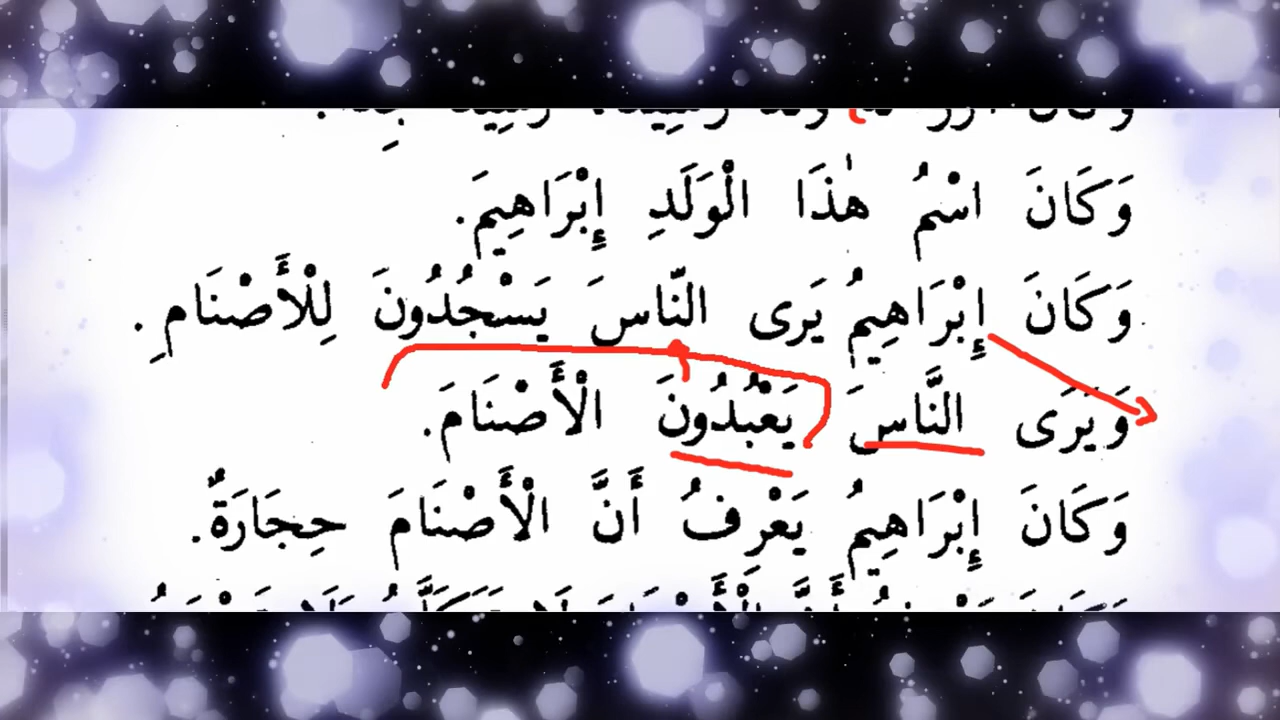 وَكَانَ
وَكَانَ اسْمُ هٰذَا الْوَلَدِ إِبْرَاهِيمَ.
وَكَانَ إِبْرَاهِيمُ يَرى النَّاسَ يَسْجُدُونَ لِلْأَصْنَامِ.
وَيَرَى النَّاسَ يَعْبُدُونَ الْأَصْنَامَ.
وَكَانَ إِبْرَاهِيمُ يَعْرِفُ أَنَّ الْأَصْنَامَ حِجَارَةٌ.